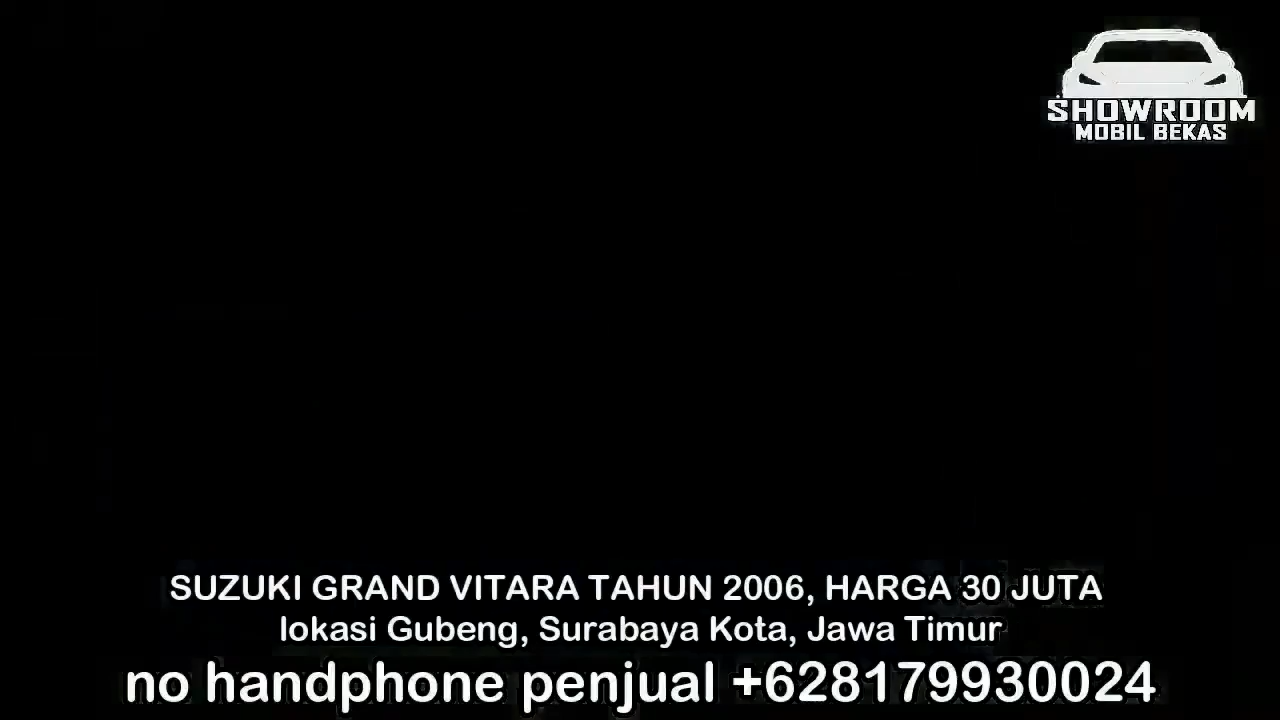 SHOWROOM
MOBIL BEKAS
SUZUKI GRAND VITARA TAHUN 2006, HARGA 30 JUTA
lokasi Gubeng, Surabaya Kota, Jawa Timur
no handphone penjual +628179930024